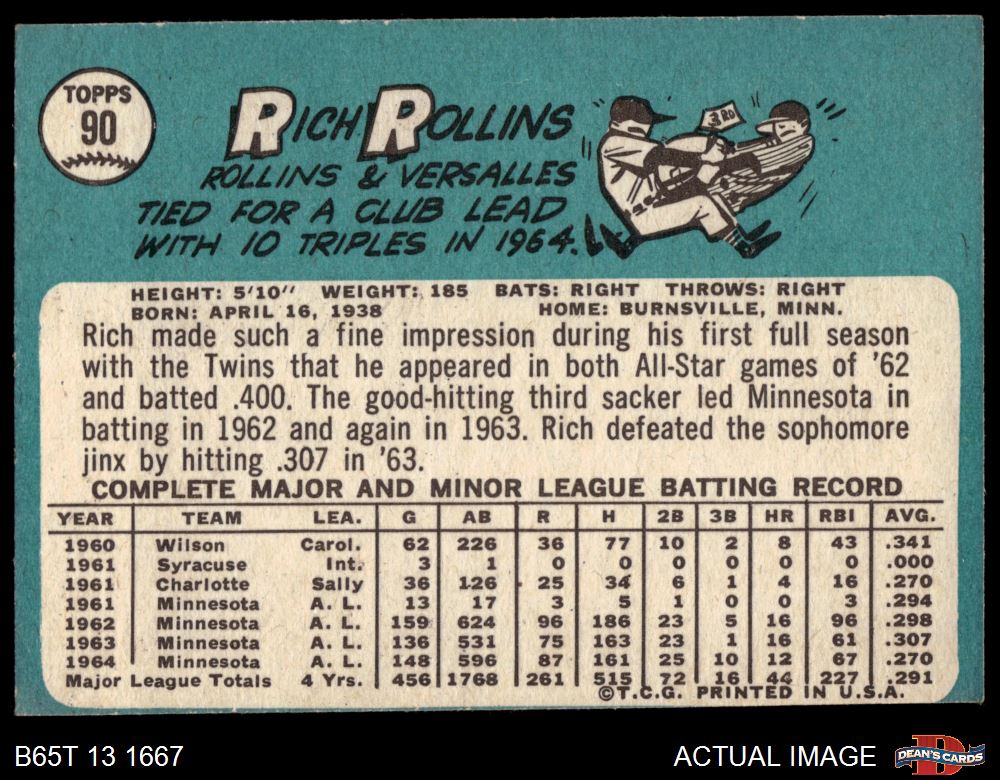 TOPPS
90
RICH ROLLINS
3RD
ROLLINS & VERSALLES
TIED FOR A CLUB LEAD
WITH 10 TRIPLES IN 1964.
HEIGHT: 5'10" WEIGHT: 185 BATS: RIGHT THROWS: RIGHT
BORN: APRIL 16, 1938 HOME: BURNSVILLE, MINN.
Rich made such a fine impression during his first full season
with the Twins that he appeared in both All-Star games of '62
and batted .400. The good-hitting third sacker led Minnesota in
batting in 1962 and again in 1963. Rich defeated the sophomore
jinx by hitting .307 in '63.
COMPLETE MAJOR AND MINOR LEAGUE BATTING RECORD
YEAR TEAM LEA. G AB R H 2B 3B HR RBI AVG.
1960 Wilson Carol. 62 226 36 77 10 2 8 43 .341
1961 Syracuse Int. 3 1 0 0 0 0 0 0 .000
1961 Charlotte Sally 36 126 25 34 6 1 4 16 .270
1961 Minnesota A. L. 13 17 3 5 1 0 0 3 .294
1962 Minnesota A. L. 159 624 96 186 23 5 16 96 .298
1963 Minnesota A. L. 136 531 75 163 23 1 16 61 .307
1964 Minnesota A. L. 148 596 87 161 25 10 12 67 .270
Major League Totals 4 Yrs. 456 1768 261 515 72 16 44 227 .291
©T.C.G. PRINTED IN U.S.A.
B65T 13 1667 ACTUAL IMAGE DEAN'S CARDS